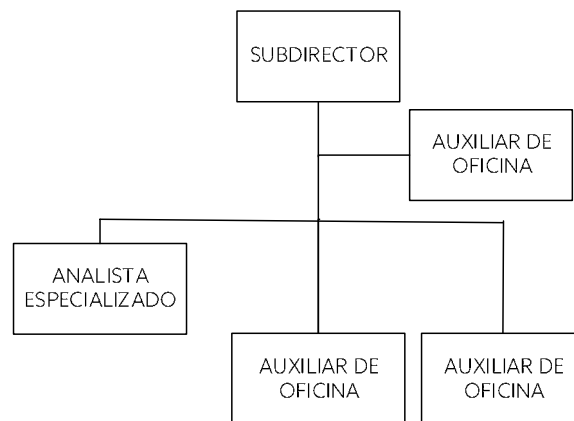 SUBDIRECTOR
AUXILIAR DE
OFICINA
ANALISTA
ESPECIALIZADO
AUXILIAR DE
OFICINA
AUXILIAR DE
OFICINA